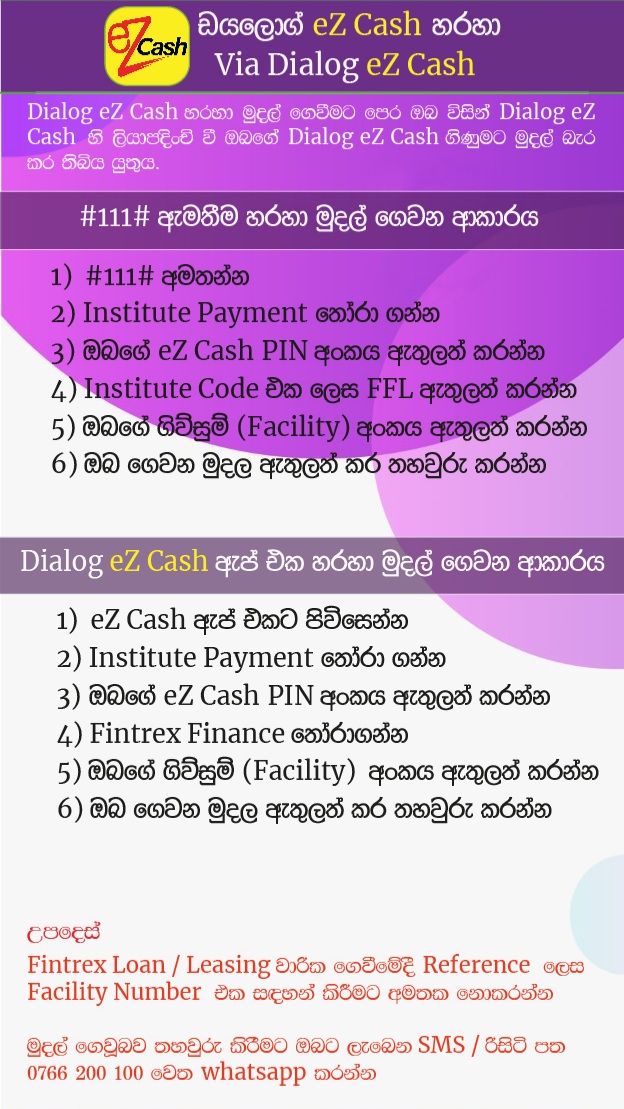 eZ Cash
ඩයලොග් eZ Cash හරහා
Via Dialog eZ Cash
Dialog eZ Cash හරහා මුදල් ගෙවීමට පෙර ඔබ විසින් Dialog eZ
Cash හි ලියාපදිංචි වී ඔබගේ Dialog eZ Cash ගිණුමට මුදල් බැර
කර තිබිය යුතුය.
#111# ඇමතීම හරහා මුදල් ගෙවන ආකාරය
1) #111# අමතන්න
2) Institute Payment තෝරා ගන්න
3) ඔබගේ eZ Cash PIN අංකය ඇතුලත් කරන්න
4) Institute Code එක ලෙස FFL ඇතුලත් කරන්න
5) ඔබගේ ගිව්සුම් (Facility) අංකය ඇතුලත් කරන්න
6) ඔබ ගෙවන මුදල ඇතුලත් කර තහවුරු කරන්න
Dialog eZ Cash ඇප් එක හරහා මුදල් ගෙවන ආකාරය
1) eZ Cash ඇප් එකට පිවිසෙන්න
2) Institute Payment තෝරා ගන්න
3) ඔබගේ eZ Cash PIN අංකය ඇතුලත් කරන්න
4) Fintrex Finance තෝරාගන්න
5) ඔබගේ ගිව්සුම් (Facility) අංකය ඇතුලත් කරන්න
6) ඔබ ගෙවන මුදල ඇතුලත් කර තහවුරු කරන්න
උපදෙස්
Fintrex Loan / Leasing වාරික ගෙවීමේදී Reference ලෙස
Facility Number එක සඳහන් කිරීමට අමතක නොකරන්න
මුදල් ගෙවූබව තහවුරු කිරීමට ඔබට ලැබෙන SMS / රිසිට් පත
0766 200 100 වෙත whatsapp කරන්න